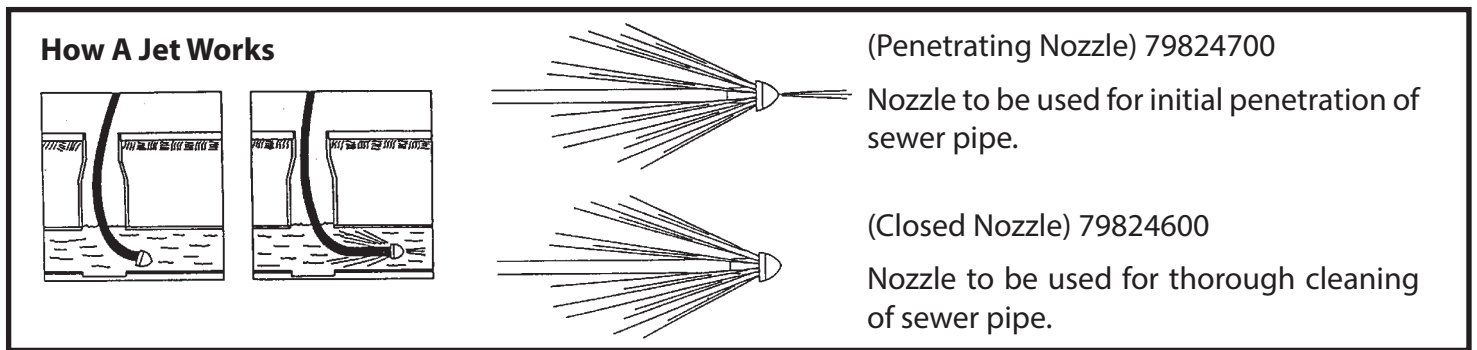 How A Jet Works
(Penetrating Nozzle) 79824700
Nozzle to be used for initial penetration of
sewer pipe.
(Closed Nozzle) 79824600
Nozzle to be used for thorough cleaning
of sewer pipe.